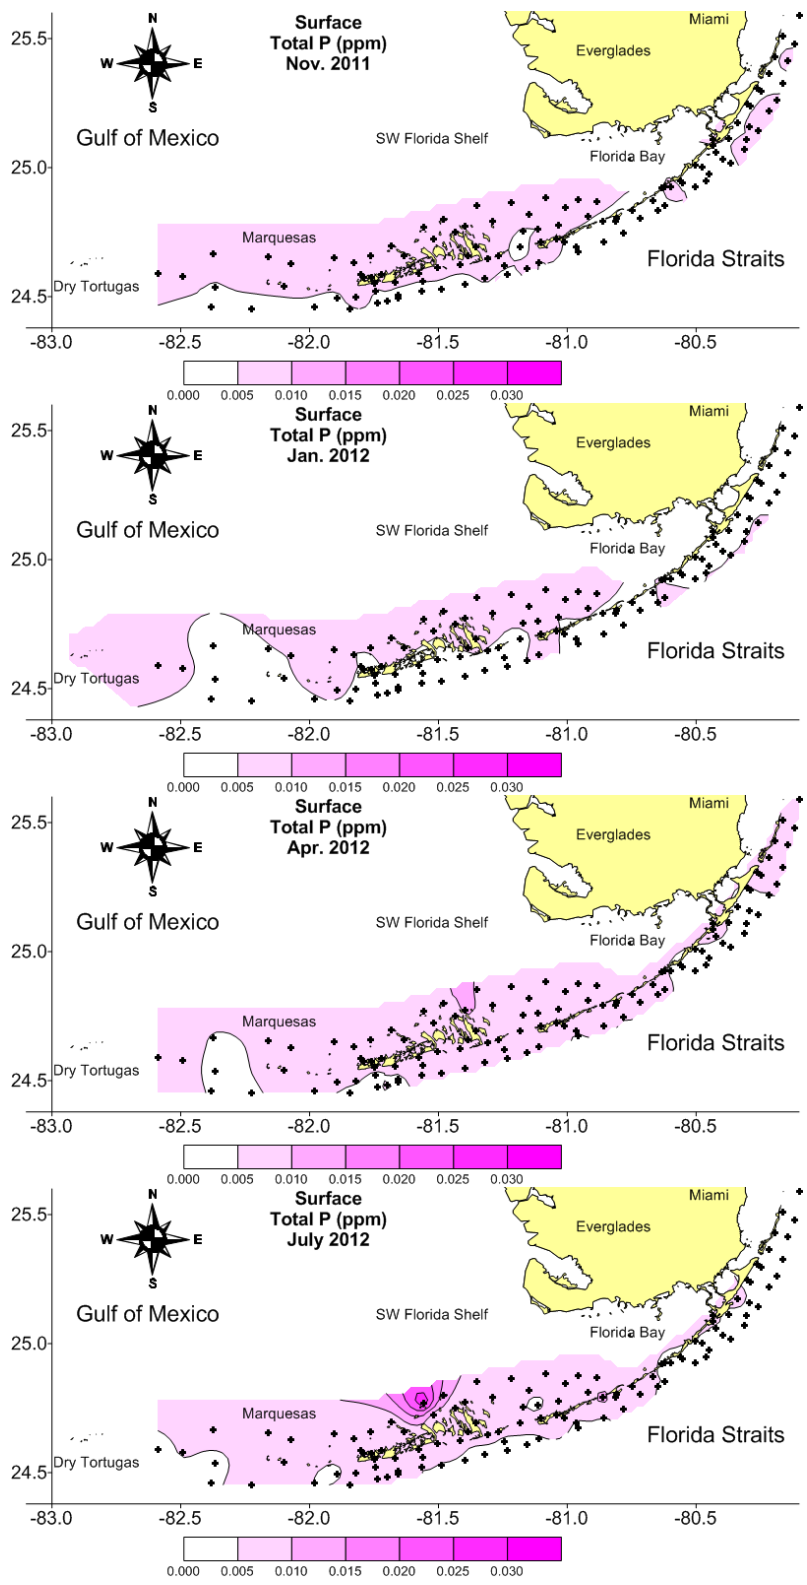 Surface
Total P (ppm)
Nov. 2011
N
W E
S
Miami
Everglades
Gulf of Mexico
SW Florida Shelf
Florida Bay
Marquesas
Dry Tortugas
Florida Straits
25.5
25.0
24.5
-83.0 -82.5 -82.0 -81.5 -81.0 -80.5
0.000 0.005 0.010 0.015 0.020 0.025 0.030
Surface
Total P (ppm)
Jan. 2012
N
W E
S
Miami
Everglades
Gulf of Mexico
SW Florida Shelf
Florida Bay
Marquesas
Dry Tortugas
Florida Straits
25.5
25.0
24.5
-83.0 -82.5 -82.0 -81.5 -81.0 -80.5
0.000 0.005 0.010 0.015 0.020 0.025 0.030
Surface
Total P (ppm)
Apr. 2012
N
W E
S
Miami
Everglades
Gulf of Mexico
SW Florida Shelf
Florida Bay
Marquesas
Dry Tortugas
Florida Straits
25.5
25.0
24.5
-83.0 -82.5 -82.0 -81.5 -81.0 -80.5
0.000 0.005 0.010 0.015 0.020 0.025 0.030
Surface
Total P (ppm)
July 2012
N
W E
S
Miami
Everglades
Gulf of Mexico
SW Florida Shelf
Florida Bay
Marquesas
Dry Tortugas
Florida Straits
25.5
25.0
24.5
-83.0 -82.5 -82.0 -81.5 -81.0 -80.5
0.000 0.005 0.010 0.015 0.020 0.025 0.030